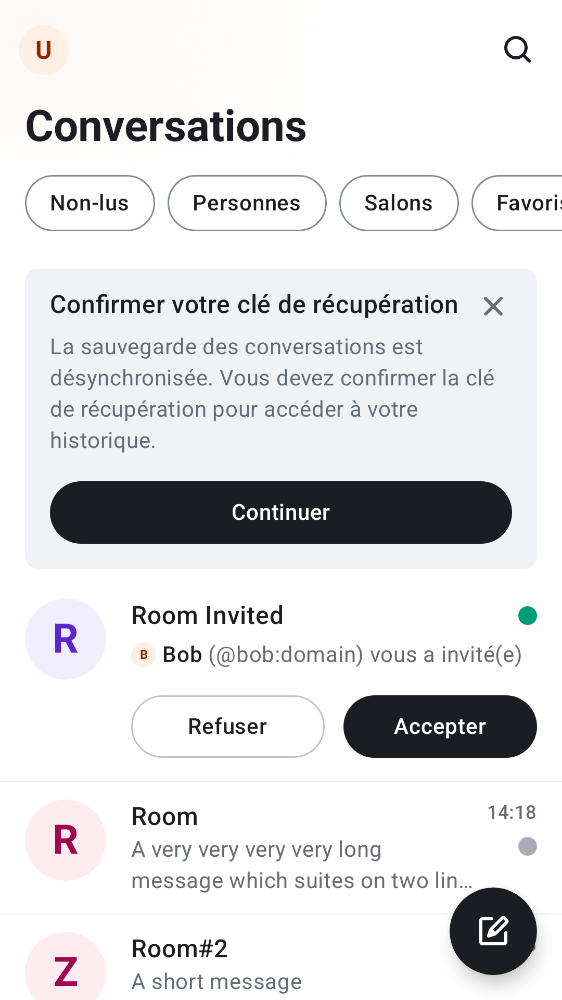 U
Conversations
Non-lus
Personnes
Salons
Favoris
Confirmer votre clé de récupération
La sauvegarde des conversations est
désynchronisée. Vous devez confirmer la clé
de récupération pour accéder à votre
historique.
Continuer
R
Room Invited
B Bob (@bob:domain) vous a invité(e)
Refuser
Accepter
R
Room
14:18
A very very very very long
message which suites on two lin…
Z
Room#2
A short message